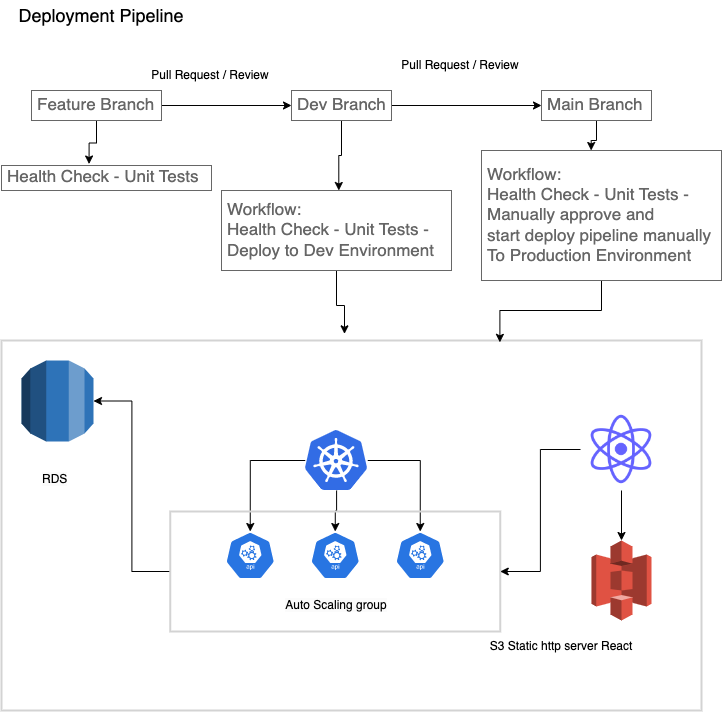 Deployment Pipeline
Pull Request / Review
Pull Request / Review
Feature Branch
Dev Branch
Main Branch
Health Check - Unit Tests
Workflow:
Health Check - Unit Tests -
Deploy to Dev Environment
Workflow:
Health Check - Unit Tests -
Manually approve and
start deploy pipeline manually
To Production Environment
RDS
api
api
api
Auto Scaling group
S3 Static http server React